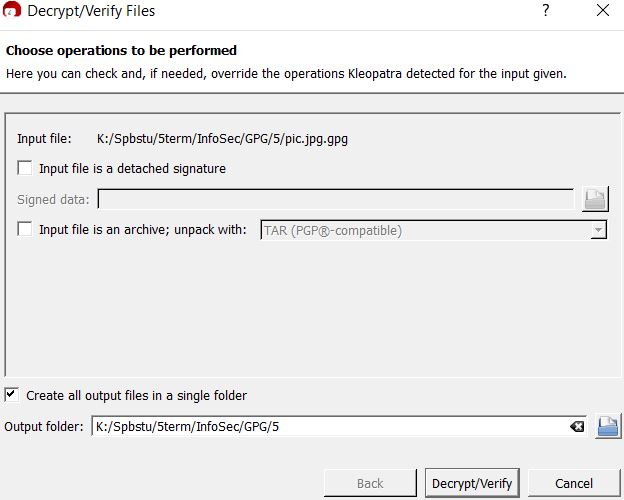 Decrypt/Verify Files
?
Choose operations to be performed
Here you can check and, if needed, override the operations Kleopatra detected for the input given.
Input file: K:/Spbstu/5term/InfoSec/GPG/5/pic.jpg.gpg
Input file is a detached signature
Signed data:
Input file is an archive; unpack with: TAR (PGP®-compatible)
Create all output files in a single folder
Output folder: K:/Spbstu/5term/InfoSec/GPG/5
Back Decrypt/Verify Cancel